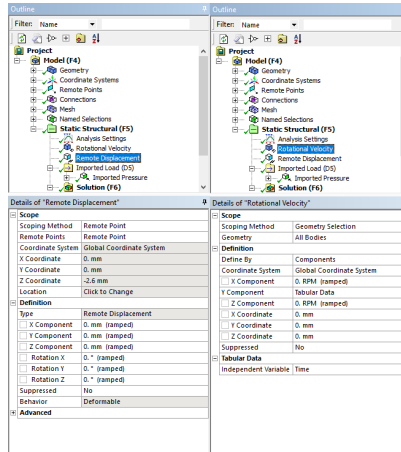 Outline
Filter: Name
Project
Model (F4)
Geometry
Coordinate Systems
Remote Points
Connections
Mesh
Named Selections
Static Structural (F5)
Analysis Settings
Rotational Velocity
Remote Displacement
Imported Load (D5)
Imported Pressure
Solution (F6)
Details of "Remote Displacement"
Scope
Scoping Method Remote Point
Remote Points Remote Point
Coordinate System Global Coordinate System
X Coordinate 0. mm
Y Coordinate 0. mm
Z Coordinate -2.6 mm
Location Click to Change
Definition
Type Remote Displacement
X Component 0. mm (ramped)
Y Component 0. mm (ramped)
Z Component 0. mm (ramped)
Rotation X 0. ° (ramped)
Rotation Y 0. ° (ramped)
Rotation Z 0. ° (ramped)
Suppressed No
Behavior Deformable
Advanced
Outline
Filter: Name
Project
Model (F4)
Geometry
Coordinate Systems
Remote Points
Connections
Mesh
Named Selections
Static Structural (F5)
Analysis Settings
Rotational Velocity
Remote Displacement
Imported Load (D5)
Imported Pressure
Solution (F6)
Details of "Rotational Velocity"
Scope
Scoping Method Geometry Selection
Geometry All Bodies
Definition
Define By Components
Coordinate System Global Coordinate System
X Component 0. RPM (ramped)
Y Component Tabular Data
Z Component 0. RPM (ramped)
X Coordinate 0. mm
Y Coordinate 0. mm
Z Coordinate 0. mm
Suppressed No
Tabular Data
Independent Variable Time